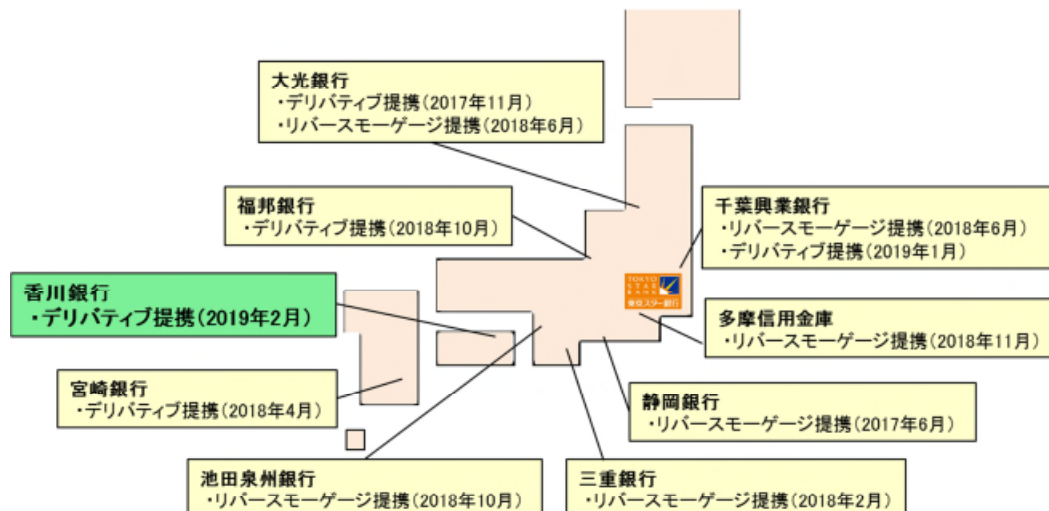 大光銀行
・デリバティブ提携(2017年11月)
・リバースモーゲージ提携(2018年6月)
福邦銀行
・デリバティブ提携(2018年10月)
千葉興業銀行
・リバースモーゲージ提携(2018年6月)
・デリバティブ提携(2019年1月)
TOKYO
STAR
BANK
東京スター銀行
香川銀行
・デリバティブ提携(2019年2月)
多摩信用金庫
・リバースモーゲージ提携(2018年11月)
宮崎銀行
・デリバティブ提携(2018年4月)
静岡銀行
・リバースモーゲージ提携(2017年6月)
池田泉州銀行
・リバースモーゲージ提携(2018年10月)
三重銀行
・リバースモーゲージ提携(2018年2月)